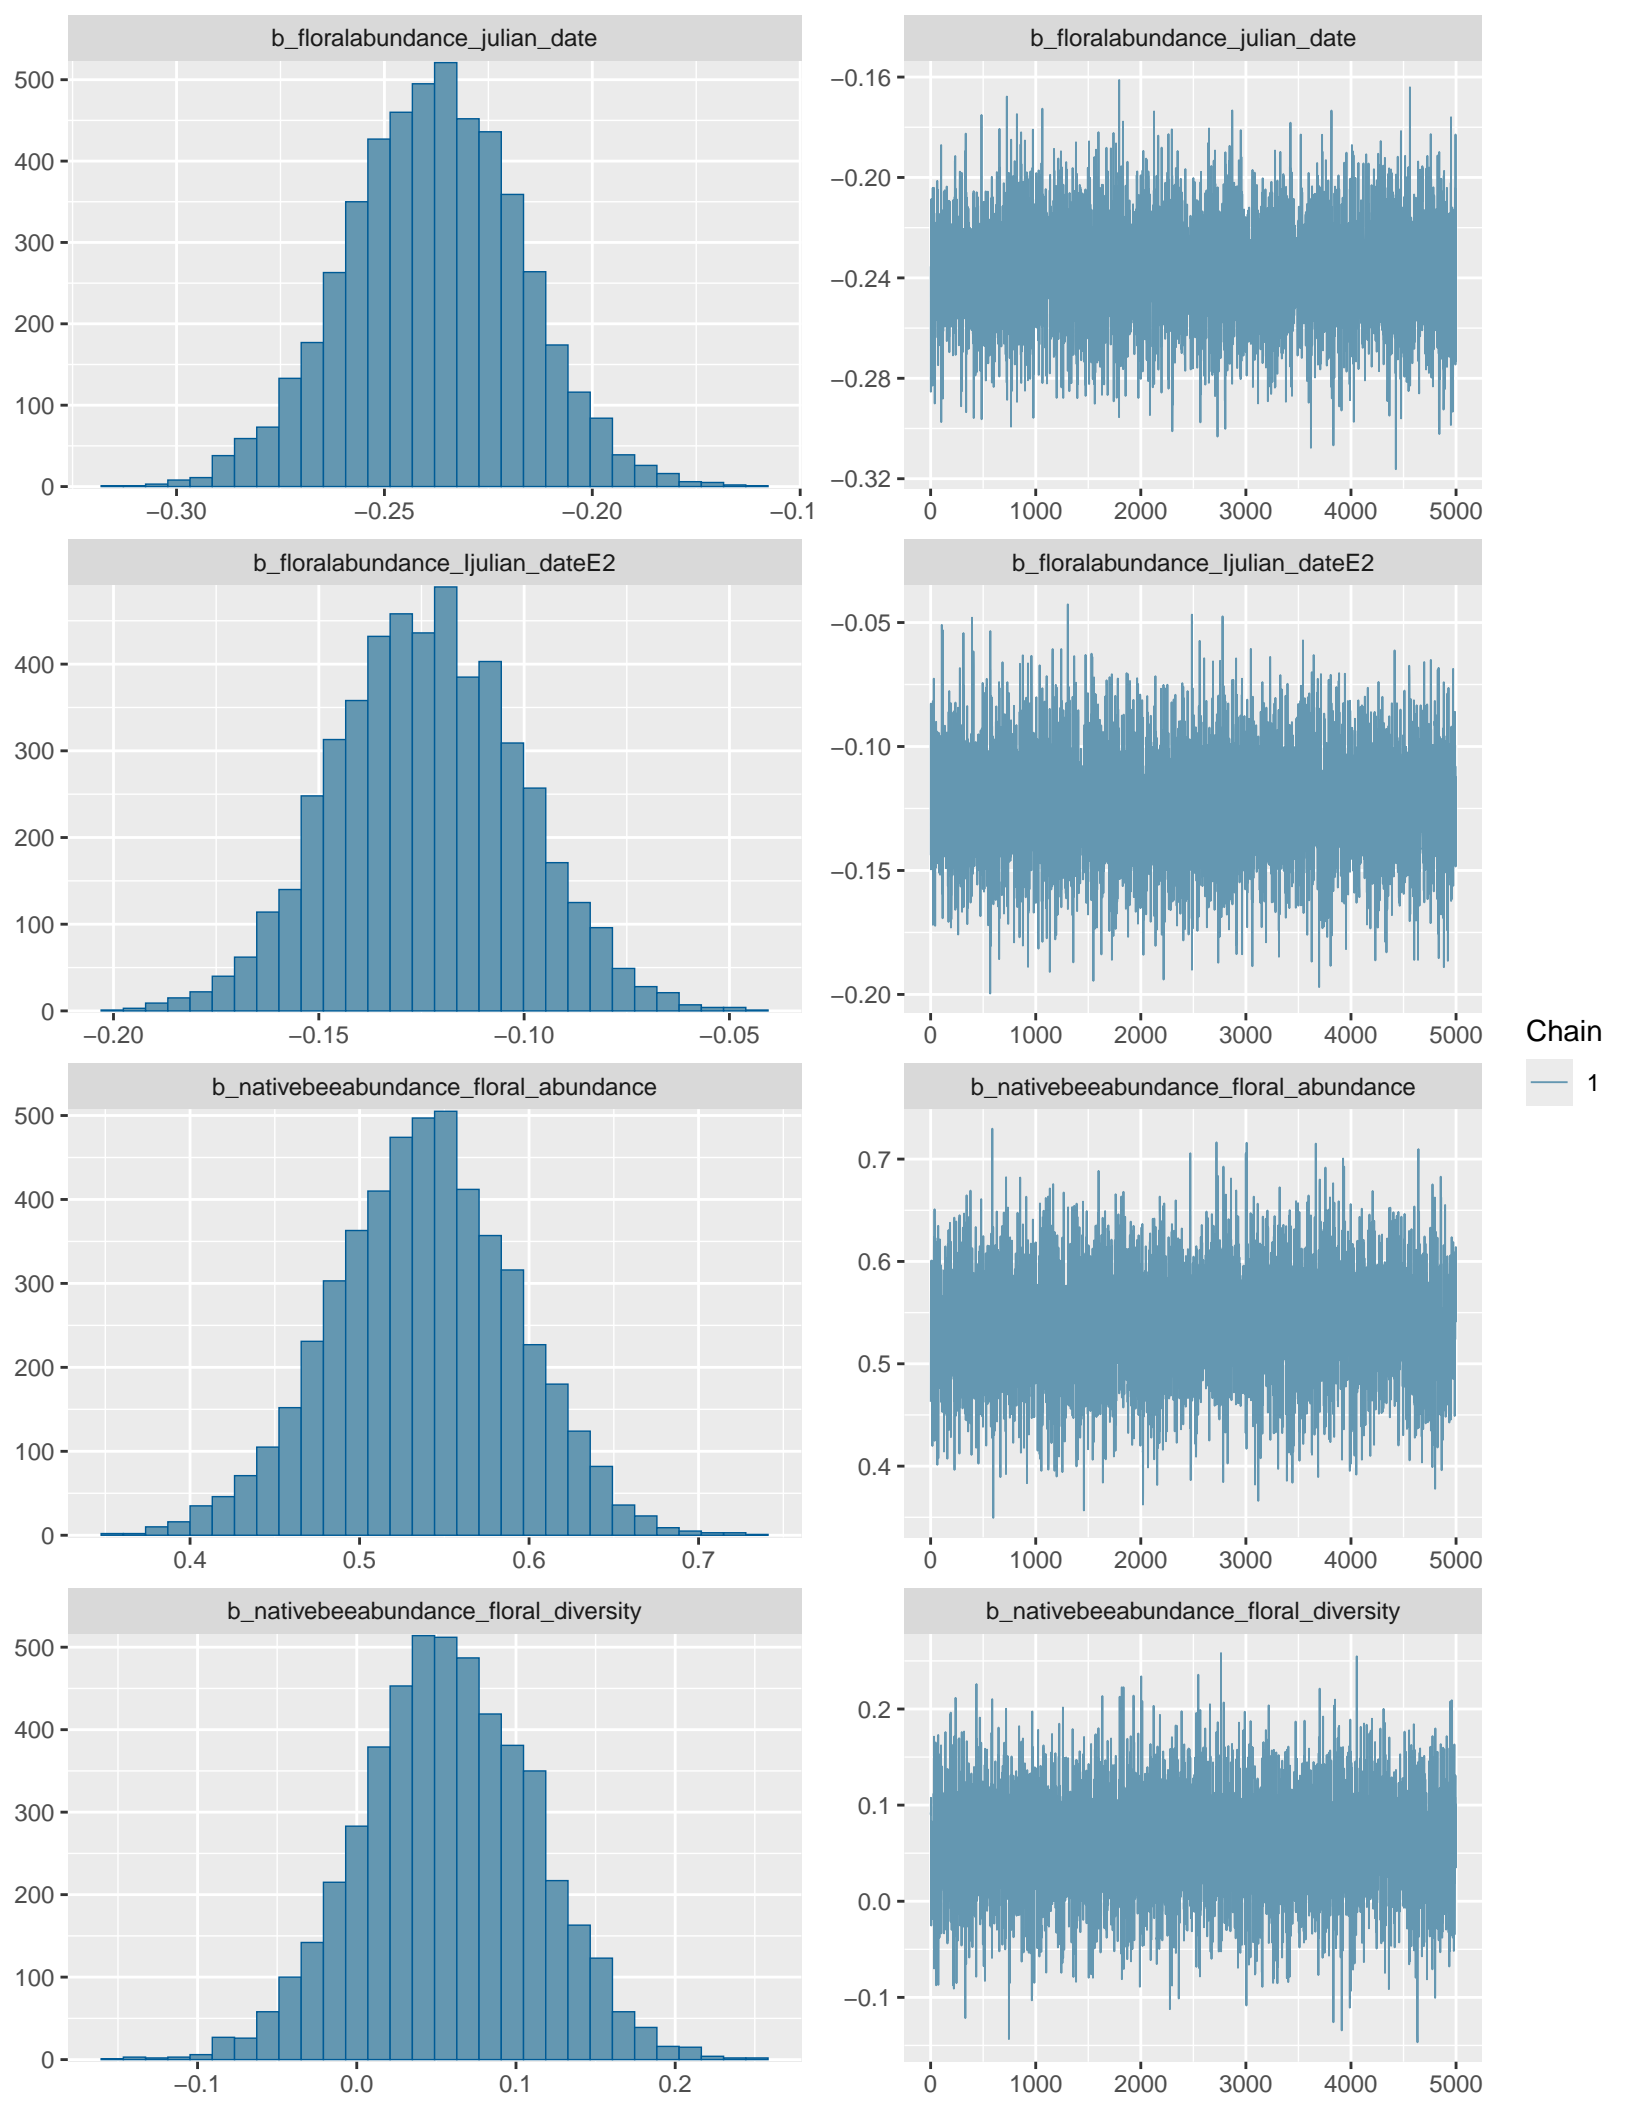 b_floralabundance_julian_date
500
400
300
200
100
0
−0.30 −0.25 −0.20 −0.1
b_floralabundance_julian_date
−0.16
−0.20
−0.24
−0.28
−0.32
0 1000 2000 3000 4000 5000
b_floralabundance_Ijulian_dateE2
400
300
200
100
0
−0.20 −0.15 −0.10 −0.05
b_floralabundance_Ijulian_dateE2
−0.05
−0.10
−0.15
−0.20
0 1000 2000 3000 4000 5000
b_nativebeeabundance_floral_abundance
500
400
300
200
100
0
0.4 0.5 0.6 0.7
b_nativebeeabundance_floral_abundance
0.7
0.6
0.5
0.4
0 1000 2000 3000 4000 5000
b_nativebeeabundance_floral_diversity
500
400
300
200
100
0
−0.1 0.0 0.1 0.2
b_nativebeeabundance_floral_diversity
0.2
0.1
0.0
−0.1
0 1000 2000 3000 4000 5000
Chain
1